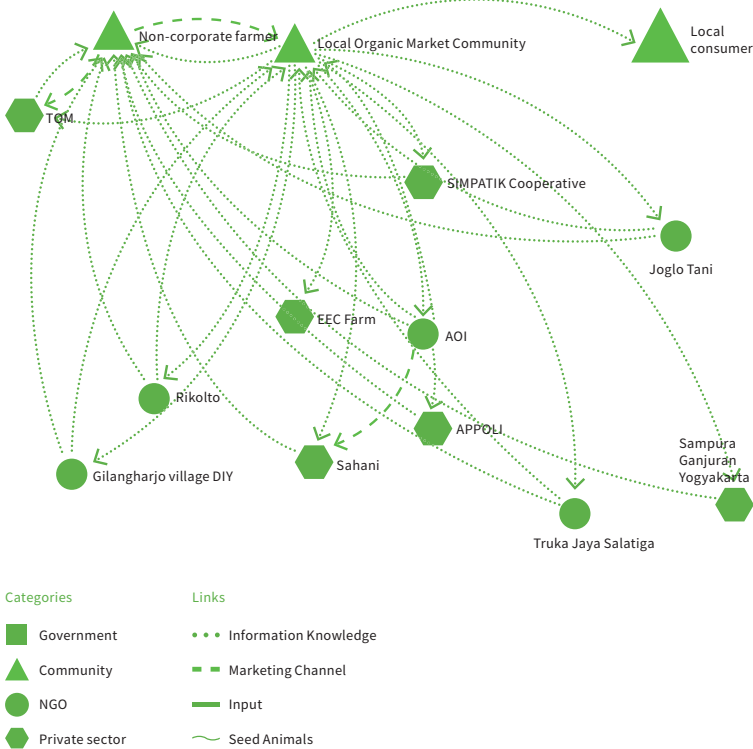 Non-corporate farmer
Local Organic Market Community
Local
consumer
TOM
SIMPATIK Cooperative
Joglo Tani
EEC Farm
AOI
Rikolto
APPOLI
Sampura
Ganjuran
Yogyakarta
Sahani
Gilangharjo village DIY
Truka Jaya Salatiga
Categories
Links
Government
Information Knowledge
Community
Marketing Channel
NGO
Input
Private sector
Seed Animals